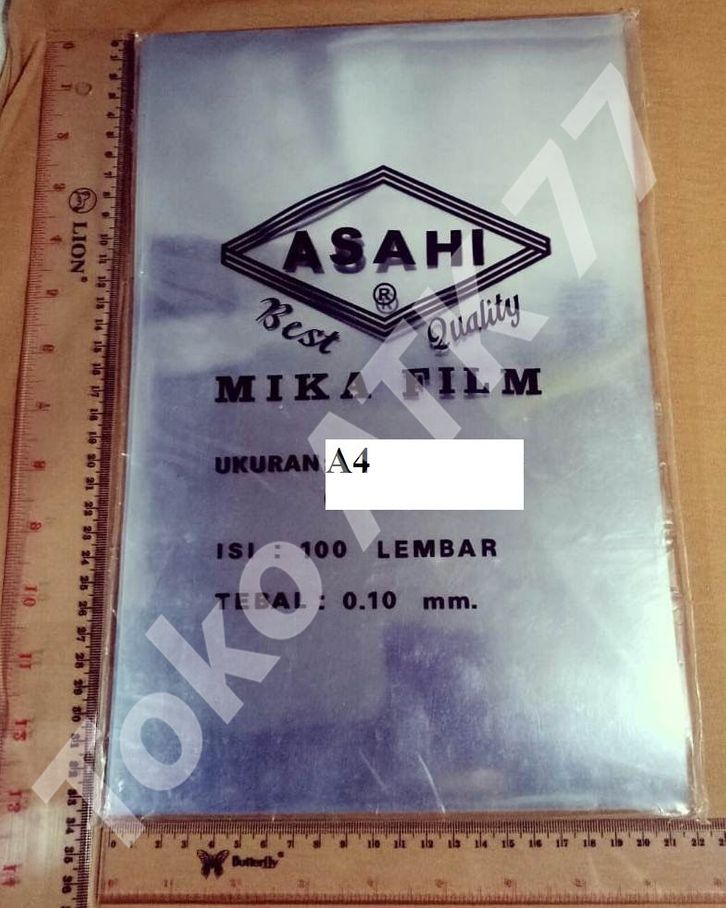 ASAHI
®
Best Quality
MIKA FILM
UKURAN : A4
ISI : 100 LEMBAR
TEBAL : 0.10 mm.
Toko ATK 77
LION®
Butterfly®